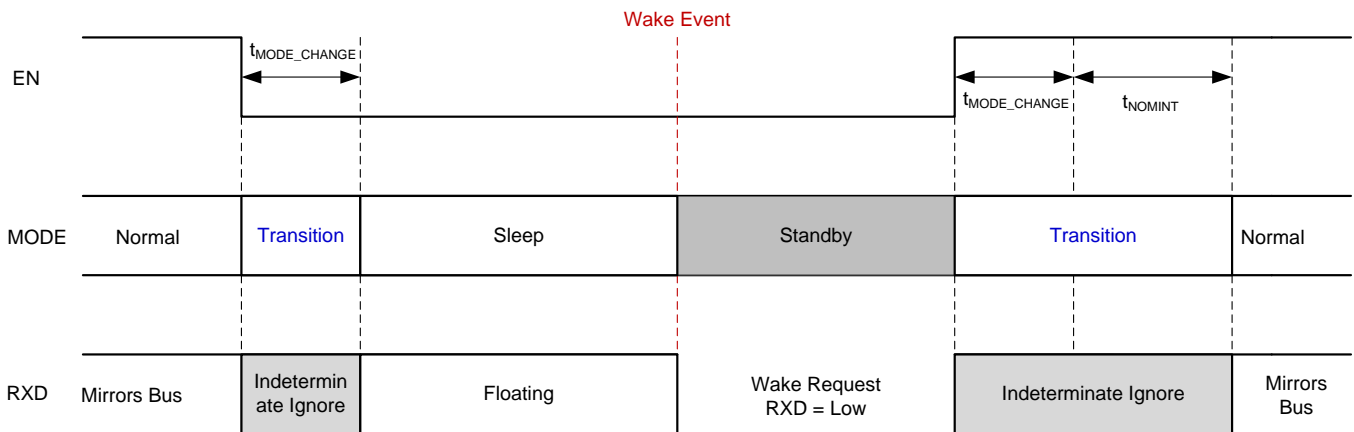 Wake Event
EN
tMODE_CHANGE
tMODE_CHANGE
tNOMINT
MODE
Normal
Transition
Sleep
Standby
Transition
Normal
RXD
Mirrors Bus
Indetermin
ate Ignore
Floating
Wake Request
RXD = Low
Indeterminate Ignore
Mirrors
Bus